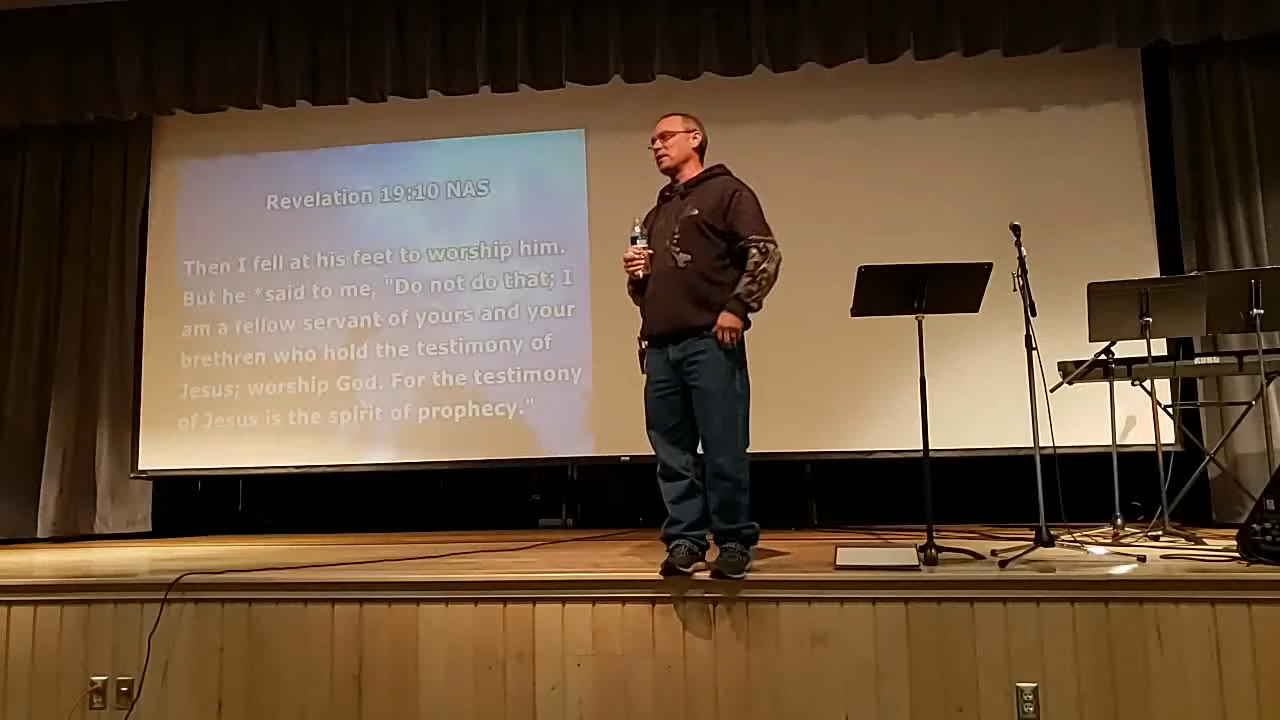 Revelation 19:10 NAS
Then I fell at his feet to worship him.
But he *said to me, "Do not do that; I
am a fellow servant of yours and your
brethren who hold the testimony of
Jesus; worship God. For the testimony
of Jesus is the spirit of prophecy."
KORG